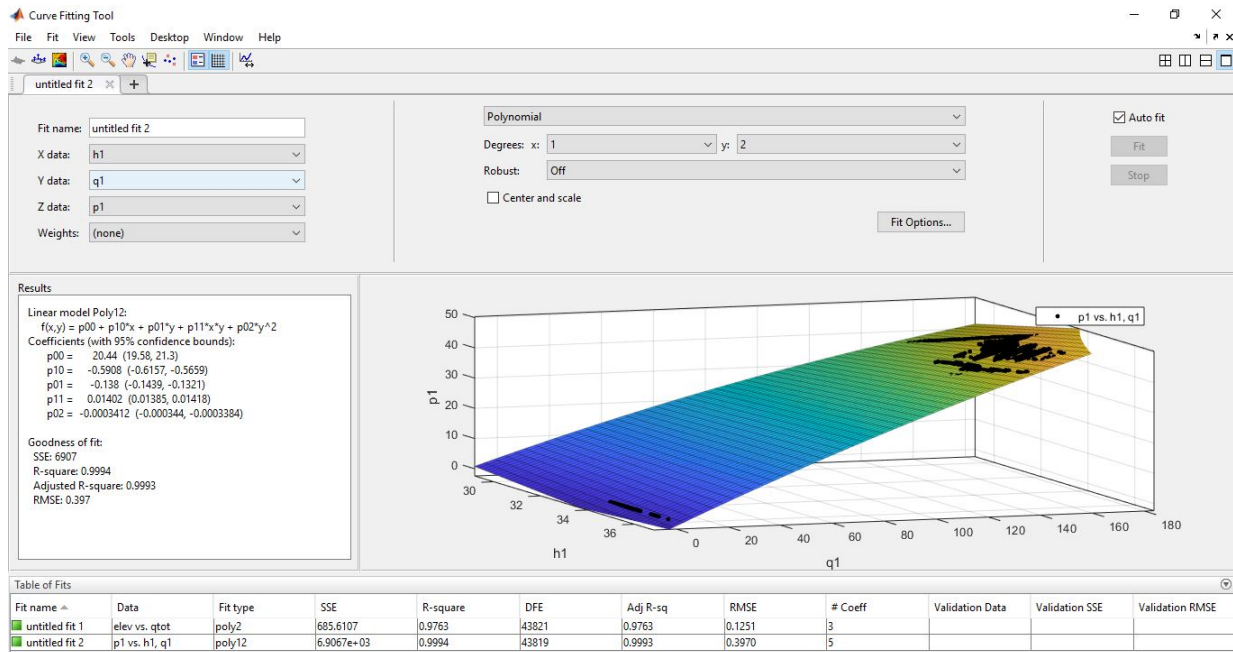 Curve Fitting Tool
File Fit View Tools Desktop Window Help
untitled fit 2
Fit name: untitled fit 2
X data: h1
Y data: q1
Z data: p1
Weights: (none)
Polynomial
Degrees: x: 1 y: 2
Robust: Off
Center and scale
Fit Options...
Auto fit
Fit
Stop
Results
Linear model Poly12:
f(x,y) = p00 + p10*x + p01*y + p11*x*y + p02*y^2
Coefficients (with 95% confidence bounds):
p00 = 20.44 (19.58, 21.3)
p10 = -0.5908 (-0.6157, -0.5659)
p01 = -0.138 (-0.1439, -0.1321)
p11 = 0.01402 (0.01385, 0.01418)
p02 = -0.0003412 (-0.000344, -0.0003384)
Goodness of fit:
SSE: 6907
R-square: 0.9994
Adjusted R-square: 0.9993
RMSE: 0.397
p1 vs. h1, q1
50
40
30
20
10
0
p1
30
32
34
36
h1
0 20 40 60 80 100 120 140 160 180
q1
Table of Fits
Fit name Data Fit type SSE R-square DFE Adj R-sq RMSE # Coeff Validation Data Validation SSE Validation RMSE
untitled fit 1 elev vs. qtot poly2 685.6107 0.9763 43821 0.9763 0.1251 3
untitled fit 2 p1 vs. h1, q1 poly12 6.9067e+03 0.9994 43819 0.9993 0.3970 5